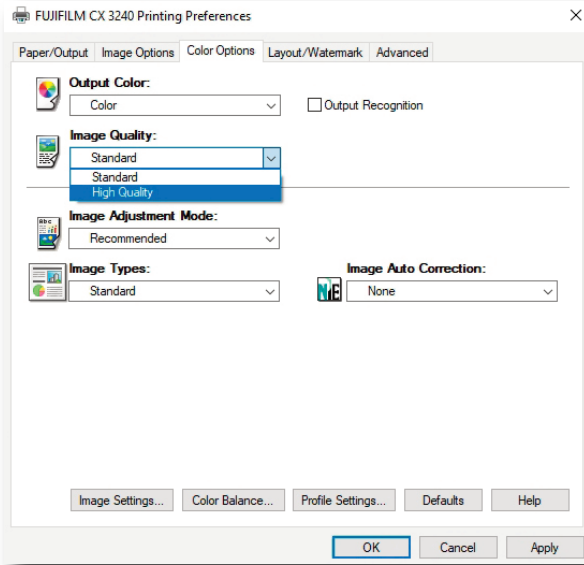 FUJIFILM CX 3240 Printing Preferences
Paper/Output Image Options Color Options Layout/Watermark Advanced
Output Color:
Color
Output Recognition
Image Quality:
Standard
Standard
High Quality
Image Adjustment Mode:
Recommended
Image Types:
Standard
Image Auto Correction:
None
Image Settings... Color Balance... Profile Settings... Defaults Help
OK Cancel Apply